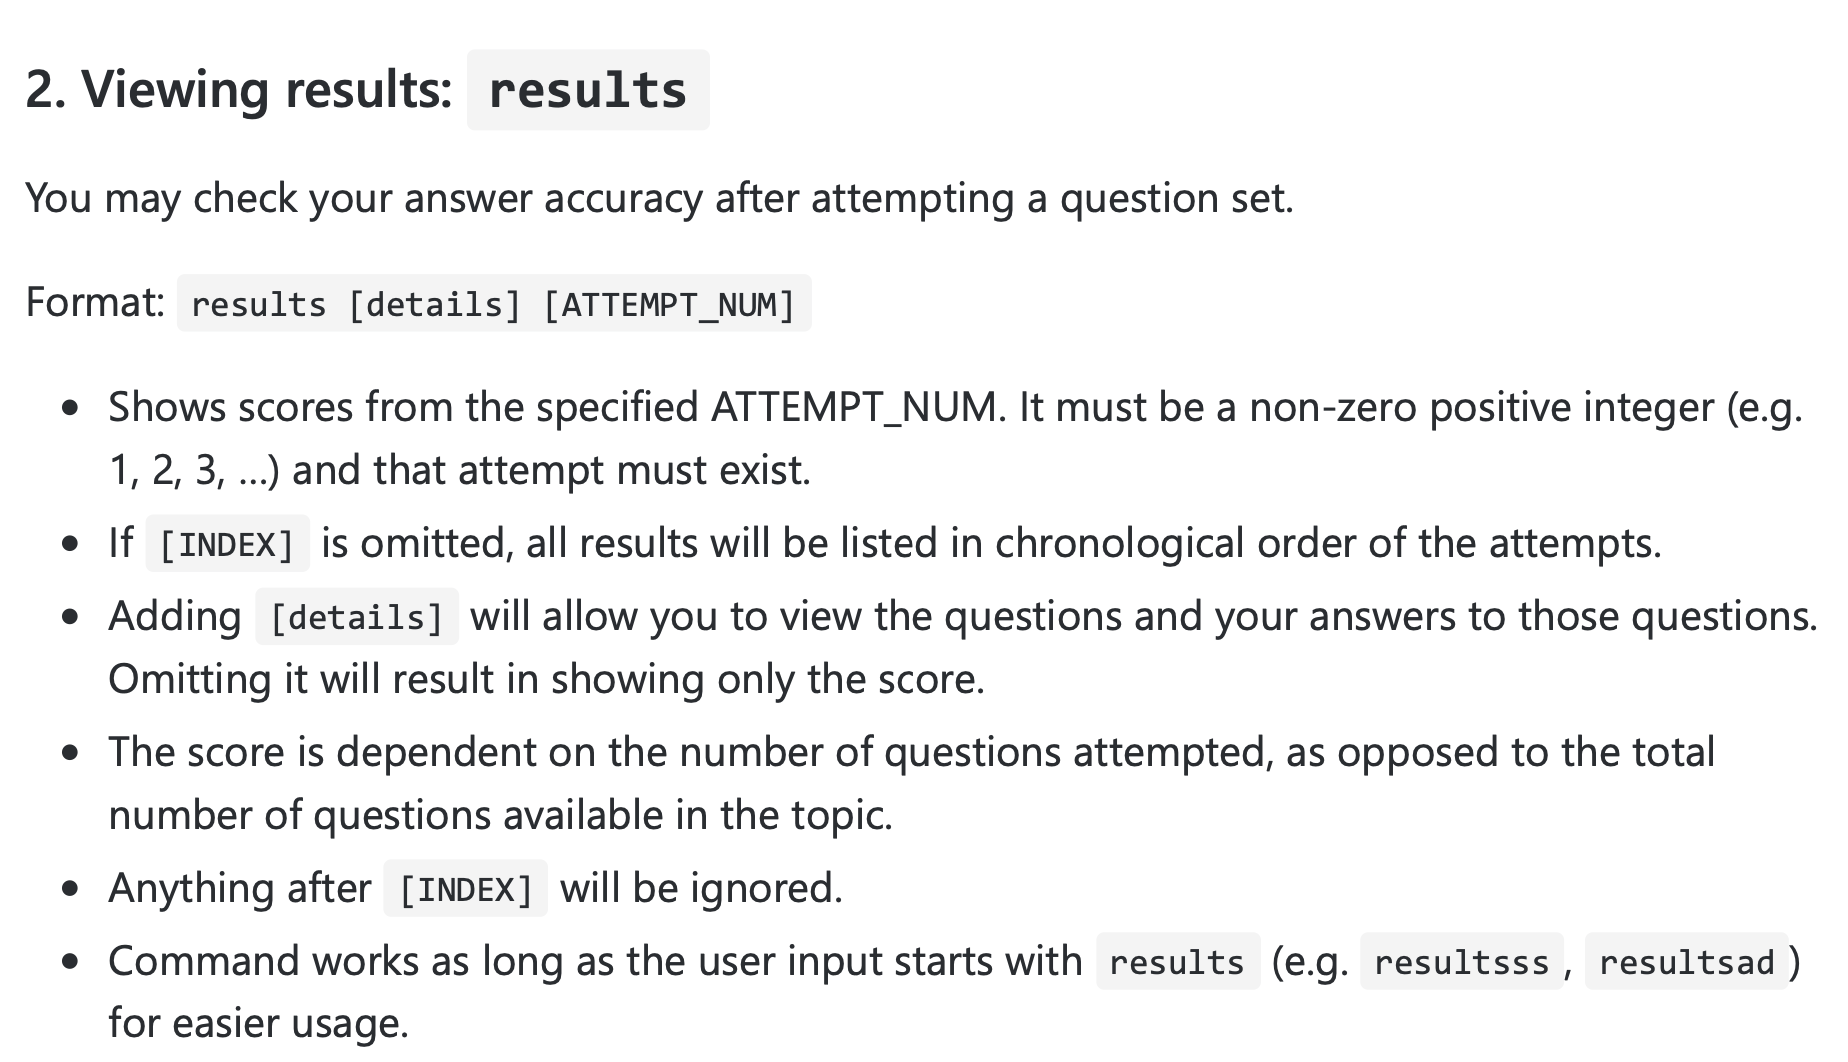 2. Viewing results: results
You may check your answer accuracy after attempting a question set.
Format: results [details] [ATTEMPT_NUM]
• Shows scores from the specified ATTEMPT_NUM. It must be a non-zero positive integer (e.g.
1, 2, 3, …) and that attempt must exist.
• If [INDEX] is omitted, all results will be listed in chronological order of the attempts.
• Adding [details] will allow you to view the questions and your answers to those questions.
Omitting it will result in showing only the score.
• The score is dependent on the number of questions attempted, as opposed to the total
number of questions available in the topic.
• Anything after [INDEX] will be ignored.
• Command works as long as the user input starts with results (e.g. resultsss, resultsad)
for easier usage.